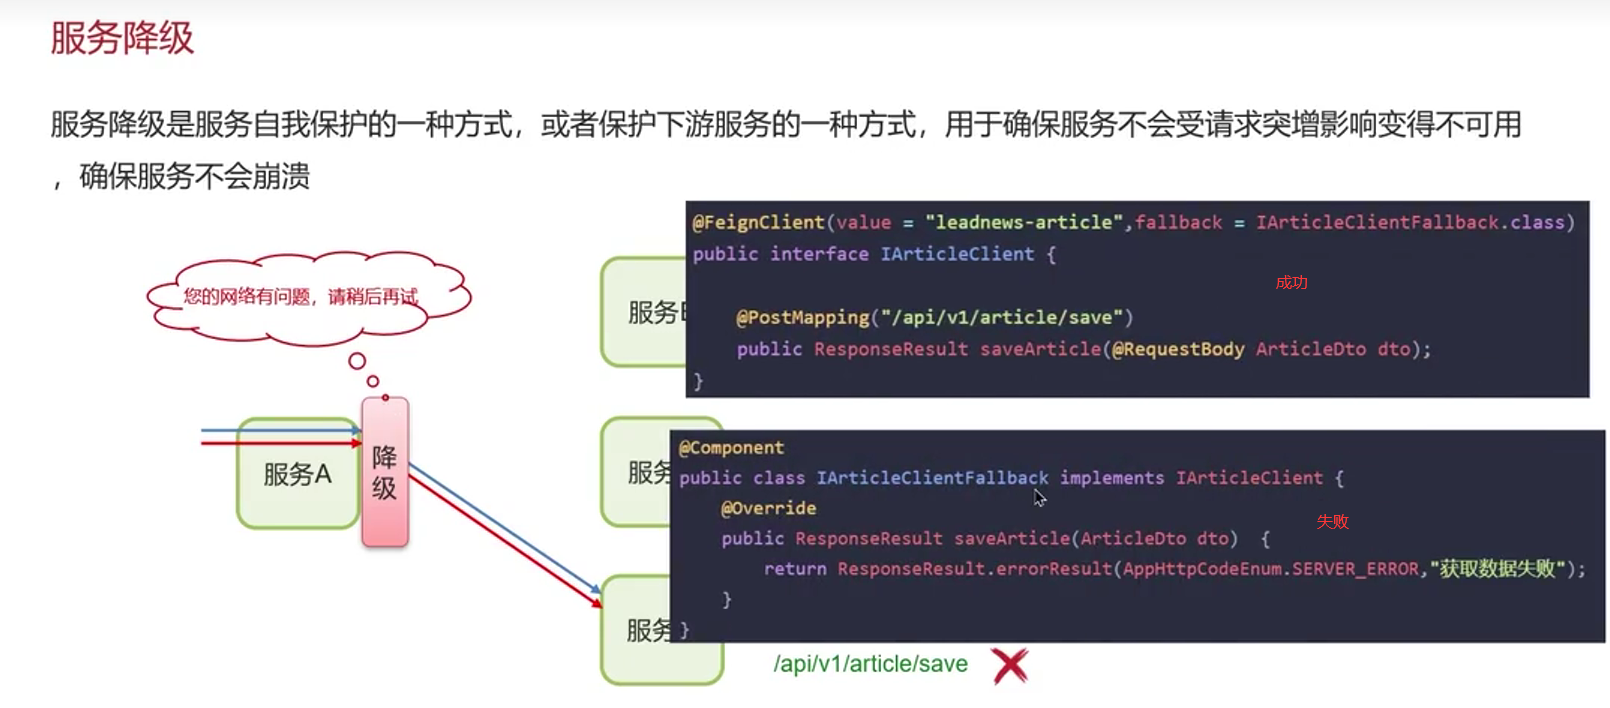 服务降级
服务降级是服务自我保护的一种方式，或者保护下游服务的一种方式，用于确保服务不会受请求突增影响变得不可用
，确保服务不会崩溃
@FeignClient(value = "leadnews-article",fallback = IArticleClientFallback.class)
public interface IArticleClient {
成功
@PostMapping("/api/v1/article/save")
public ResponseResult saveArticle(@RequestBody ArticleDto dto);
}
您的网络有问题，请稍后再试
服务
降级
服务A
服务
@Component
public class IArticleClientFallback implements IArticleClient {
@Override
失败
public ResponseResult saveArticle(ArticleDto dto) {
return ResponseResult.errorResult(AppHttpCodeEnum.SERVER_ERROR,"获取数据失败");
}
}
服务
/api/v1/article/save